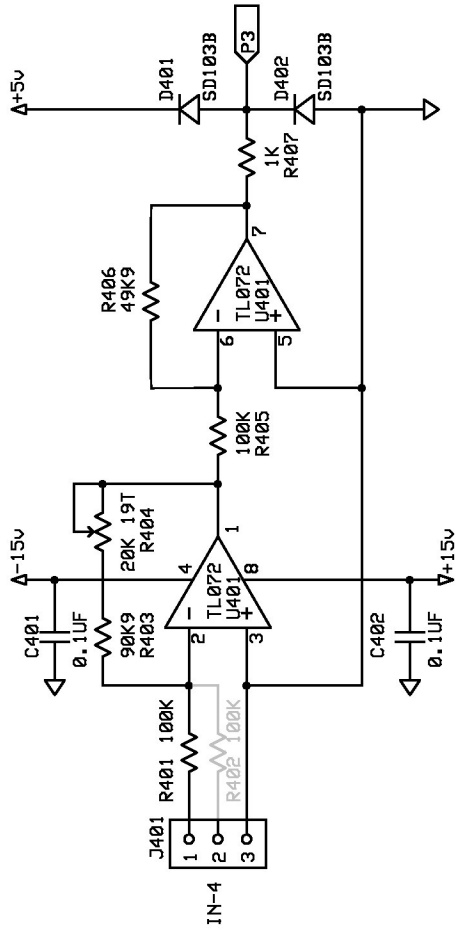 IN-4
J401
1
2
3
R401 100K
R402 100K
C401
0.1UF
-15v
90K9
R403
20K 19T
R404
2
3
4
8
1
TL072
U401
C402
0.1UF
+15v
100K
R405
R406
49K9
6
5
7
TL072
U401
1K
R407
+5v
D401
SD103B
P3
D402
SD103B